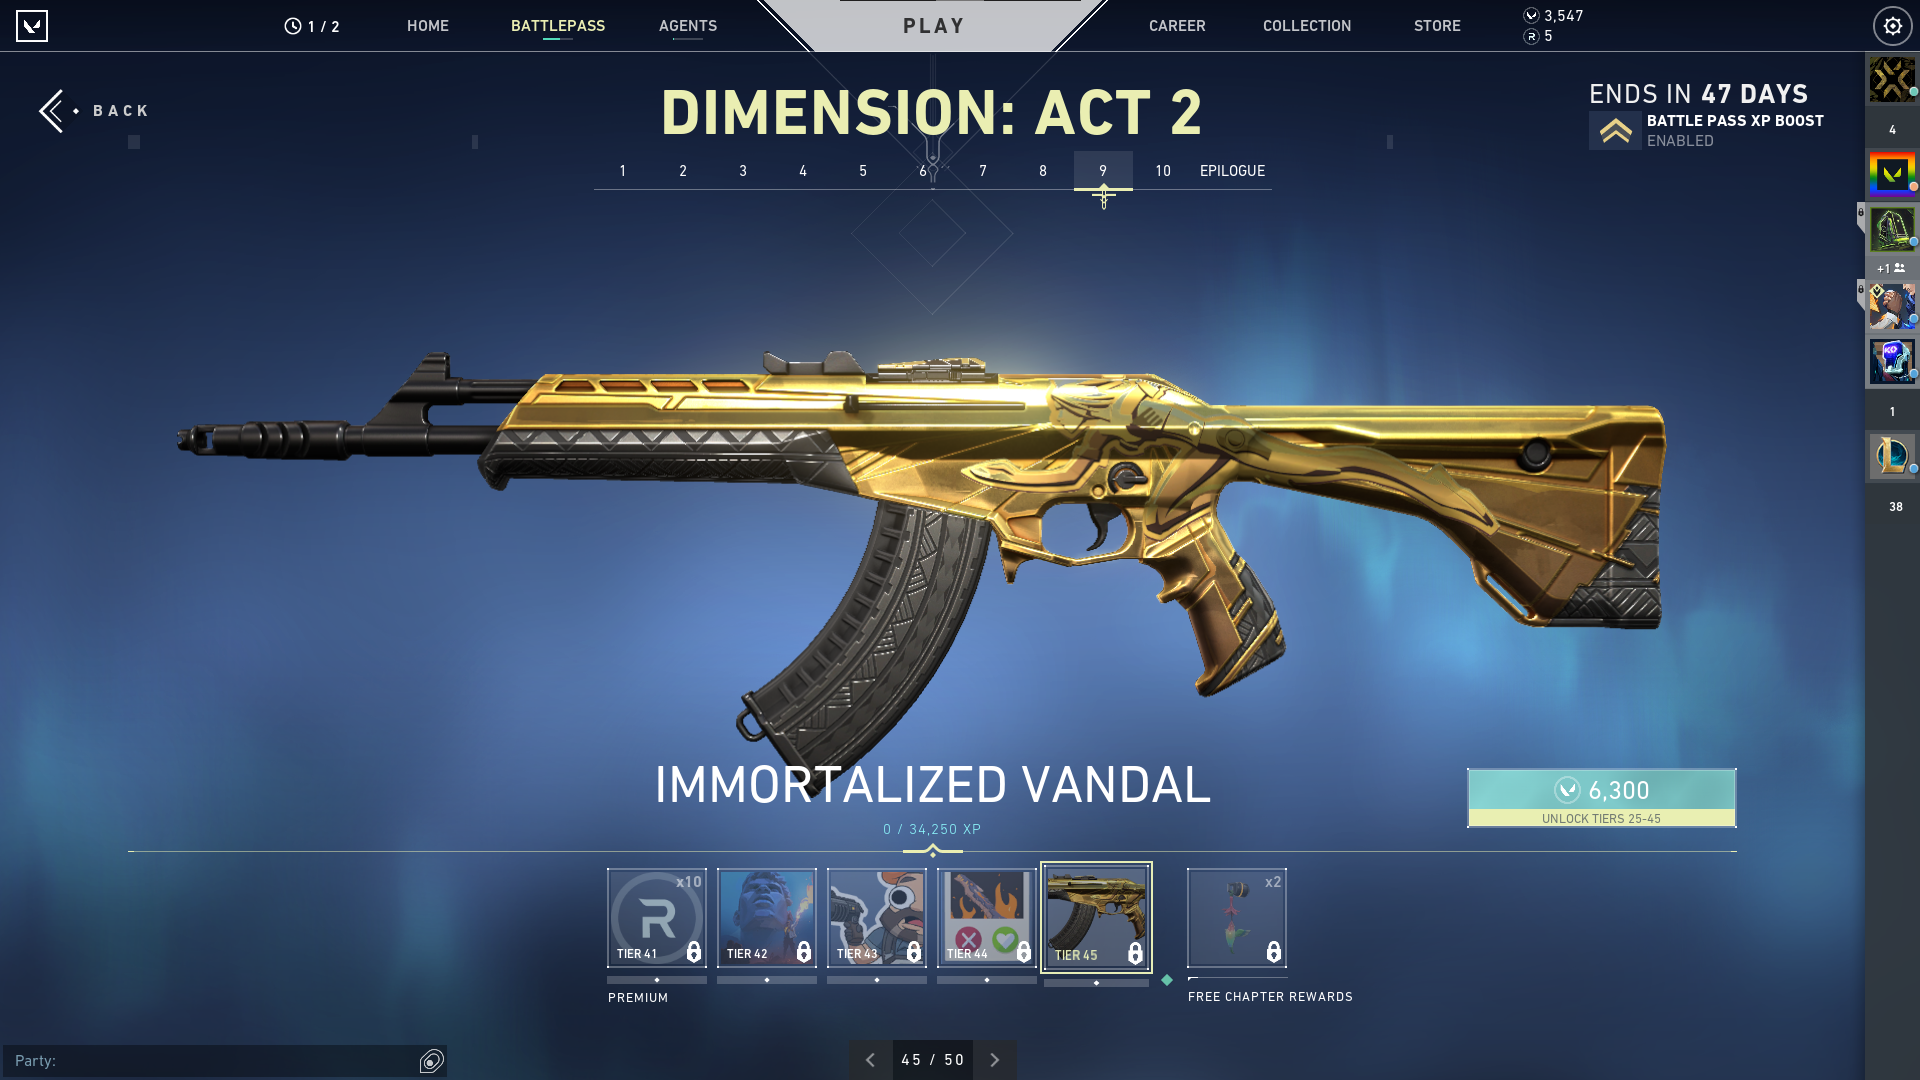 1 / 2
HOME
BATTLEPASS
AGENTS
PLAY
CAREER
COLLECTION
STORE
3,547
R 5
BACK
DIMENSION: ACT 2
ENDS IN 47 DAYS
BATTLE PASS XP BOOST
ENABLED
1 2 3 4 5 6 7 8 9 10 EPILOGUE
4
+1
1
38
IMMORTALIZED VANDAL
0 / 34,250 XP
6,300
UNLOCK TIERS 25-45
x10
R
TIER 41
TIER 42
TIER 43
TIER 44
TIER 45
x2
PREMIUM
FREE CHAPTER REWARDS
Party:
45 / 50